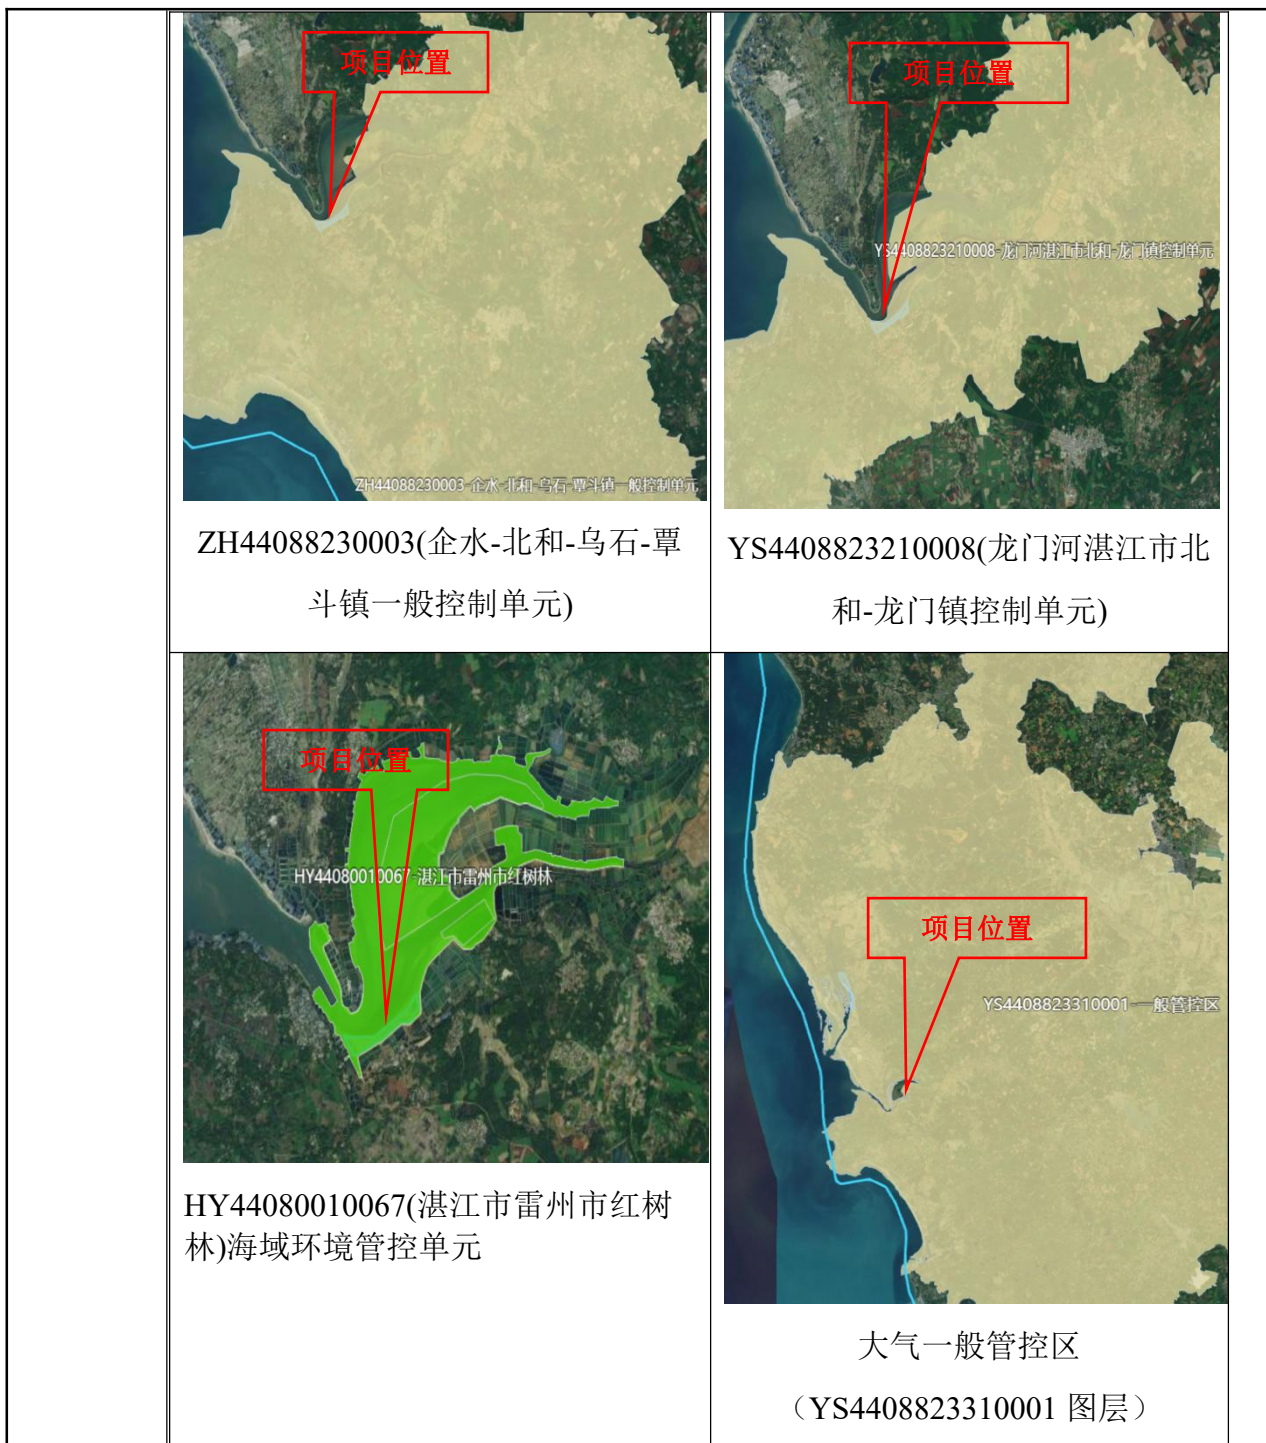 项目位置
ZH44088230003-企水-北和-乌石-覃斗镇一般控制单元
ZH44088230003(企水-北和-乌石-覃
斗镇一般控制单元)
项目位置
YS4408823210008-龙门河湛江市北和-龙门镇控制单元
YS4408823210008(龙门河湛江市北
和-龙门镇控制单元)
项目位置
HY44080010067-湛江市雷州市红树林
HY44080010067(湛江市雷州市红树
林)海域环境管控单元
项目位置
YS4408823310001-一般管控区
大气一般管控区
（YS4408823310001 图层）